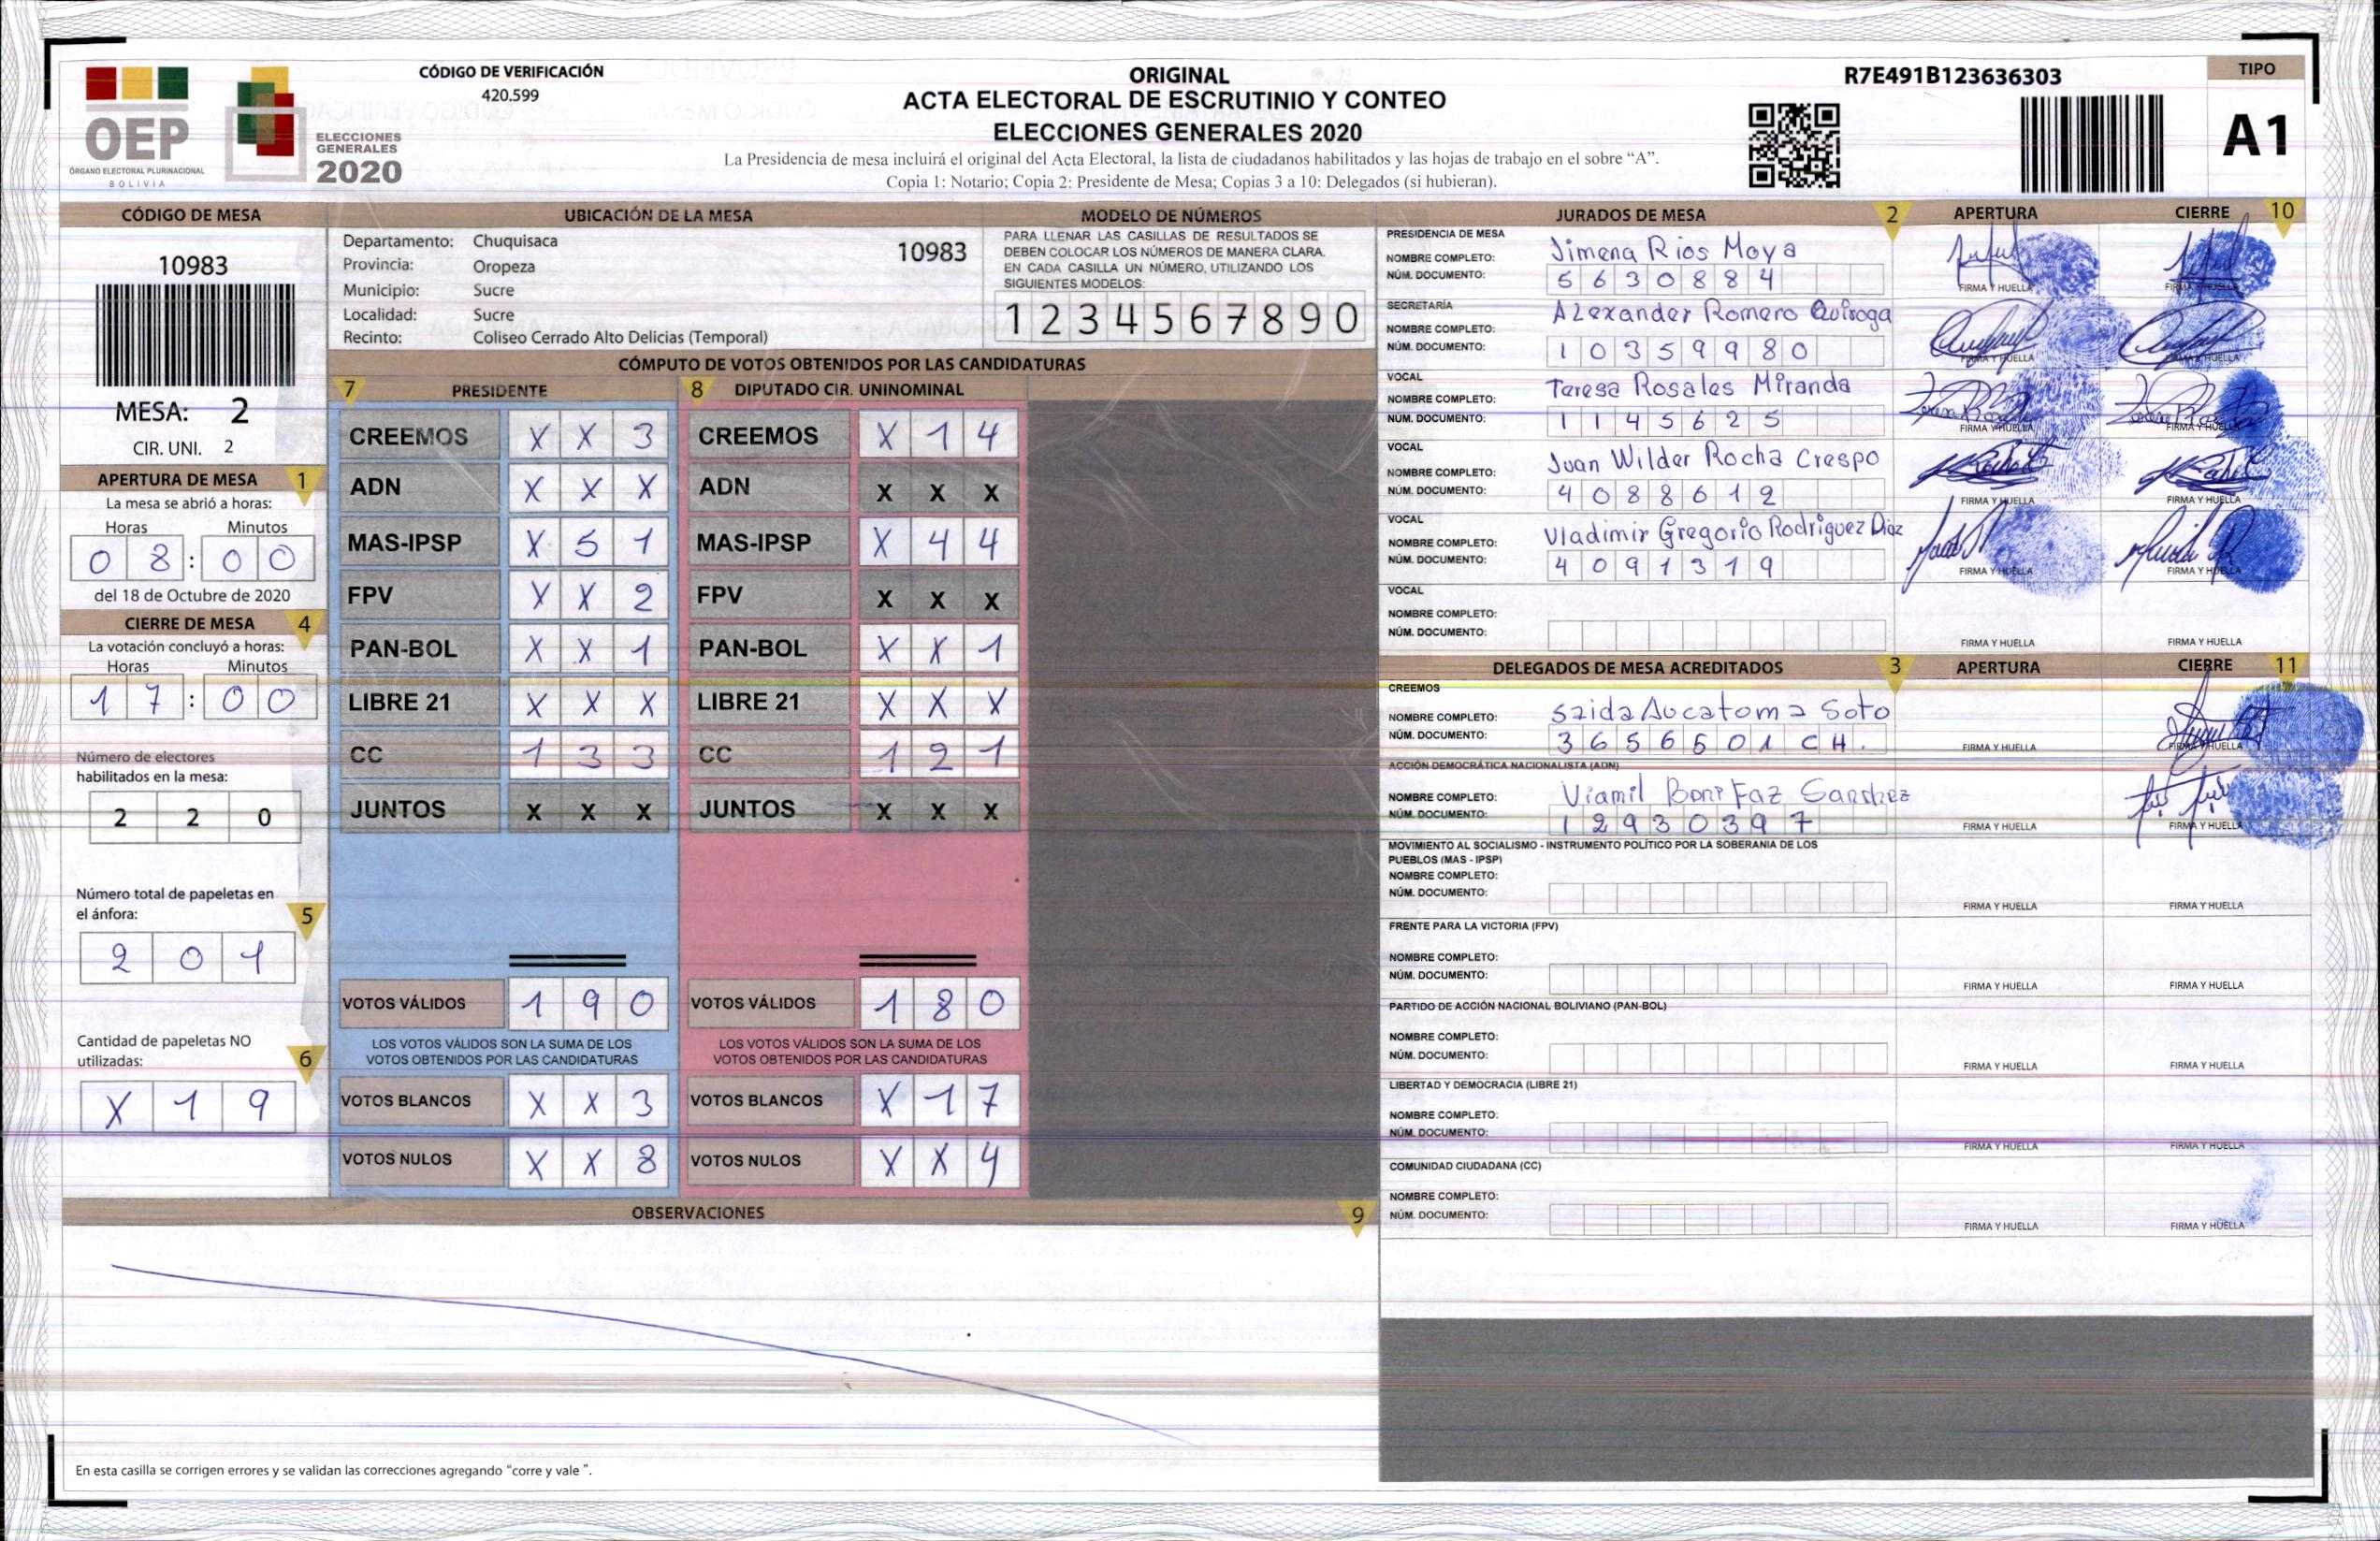 OEP
ÓRGANO ELECTORAL PLURINACIONAL
BOLIVIA
ELECCIONES
GENERALES
2020
CÓDIGO DE VERIFICACIÓN
420.599
ORIGINAL
ACTA ELECTORAL DE ESCRUTINIO Y CONTEO
ELECCIONES GENERALES 2020
La Presidencia de mesa incluirá el original del Acta Electoral, la lista de ciudadanos habilitados y las hojas de trabajo en el sobre “A”.
Copia 1: Notario; Copia 2: Presidente de Mesa; Copias 3 a 10: Delegados (si hubieran).
R7E491B123636303
TIPO
A1
CÓDIGO DE MESA
10983
MESA: 2
CIR. UNI. 2
APERTURA DE MESA 1
La mesa se abrió a horas:
Horas Minutos
0 8 : 0 0
del 18 de Octubre de 2020
CIERRE DE MESA 4
La votación concluyó a horas:
Horas Minutos
1 7 : 0 0
Número de electores
habilitados en la mesa:
2 2 0
Número total de papeletas en
el ánfora: 5
2 0 1
Cantidad de papeletas NO
utilizadas: 6
X 1 9
UBICACIÓN DE LA MESA
Departamento: Chuquisaca 10983
Provincia: Oropeza
Municipio: Sucre
Localidad: Sucre
Recinto: Coliseo Cerrado Alto Delicias (Temporal)
MODELO DE NÚMEROS
PARA LLENAR LAS CASILLAS DE RESULTADOS SE
DEBEN COLOCAR LOS NÚMEROS DE MANERA CLARA.
EN CADA CASILLA UN NÚMERO, UTILIZANDO LOS
SIGUIENTES MODELOS:
1 2 3 4 5 6 7 8 9 0
CÓMPUTO DE VOTOS OBTENIDOS POR LAS CANDIDATURAS
7 PRESIDENTE 8 DIPUTADO CIR. UNINOMINAL
CREEMOS X X 3 CREEMOS X 1 4
ADN X X X ADN X X X
MAS-IPSP X 5 1 MAS-IPSP X 4 4
FPV X X 2 FPV X X X
PAN-BOL X X 1 PAN-BOL X X 1
LIBRE 21 X X X LIBRE 21 X X X
CC 1 3 3 CC 1 2 1
JUNTOS X X X JUNTOS X X X
VOTOS VÁLIDOS 1 9 0 VOTOS VÁLIDOS 1 8 0
LOS VOTOS VÁLIDOS SON LA SUMA DE LOS LOS VOTOS VÁLIDOS SON LA SUMA DE LOS
VOTOS OBTENIDOS POR LAS CANDIDATURAS VOTOS OBTENIDOS POR LAS CANDIDATURAS
VOTOS BLANCOS X X 3 VOTOS BLANCOS X 1 7
VOTOS NULOS X X 8 VOTOS NULOS X X 4
OBSERVACIONES 9
En esta casilla se corrigen errores y se validan las correcciones agregando “corre y vale ”.
JURADOS DE MESA 2 APERTURA CIERRE 10
PRESIDENCIA DE MESA
NOMBRE COMPLETO: Jimena Rios Moya
NÚM. DOCUMENTO: 5 6 3 0 8 8 4 FIRMA Y HUELLA FIRMA Y HUELLA
SECRETARÍA
NOMBRE COMPLETO: Alexander Romero Quiroga
NÚM. DOCUMENTO: 1 0 3 5 9 9 8 0 FIRMA Y HUELLA FIRMA Y HUELLA
VOCAL
NOMBRE COMPLETO: Teresa Rosales Miranda
NÚM. DOCUMENTO: 1 1 4 5 6 2 5 FIRMA Y HUELLA FIRMA Y HUELLA
VOCAL
NOMBRE COMPLETO: Juan Wilder Rocha Crespo
NÚM. DOCUMENTO: 4 0 8 8 6 1 2 FIRMA Y HUELLA FIRMA Y HUELLA
VOCAL
NOMBRE COMPLETO: Vladimir Gregorio Rodriguez Diaz
NÚM. DOCUMENTO: 4 0 9 1 3 1 9 FIRMA Y HUELLA FIRMA Y HUELLA
VOCAL
NOMBRE COMPLETO:
NÚM. DOCUMENTO: FIRMA Y HUELLA FIRMA Y HUELLA
DELEGADOS DE MESA ACREDITADOS 3 APERTURA CIERRE 11
CREEMOS
NOMBRE COMPLETO: Saida Aucatoma Soto
NÚM. DOCUMENTO: 3 6 5 6 5 0 1 C H . FIRMA Y HUELLA FIRMA Y HUELLA
ACCIÓN DEMOCRÁTICA NACIONALISTA (ADN)
NOMBRE COMPLETO: Viamil Bonifaz Sanchez
NÚM. DOCUMENTO: 1 2 9 3 0 3 9 7 FIRMA Y HUELLA FIRMA Y HUELLA
MOVIMIENTO AL SOCIALISMO - INSTRUMENTO POLÍTICO POR LA SOBERANIA DE LOS
PUEBLOS (MAS - IPSP)
NOMBRE COMPLETO:
NÚM. DOCUMENTO: FIRMA Y HUELLA FIRMA Y HUELLA
FRENTE PARA LA VICTORIA (FPV)
NOMBRE COMPLETO:
NÚM. DOCUMENTO: FIRMA Y HUELLA FIRMA Y HUELLA
PARTIDO DE ACCIÓN NACIONAL BOLIVIANO (PAN-BOL)
NOMBRE COMPLETO:
NÚM. DOCUMENTO: FIRMA Y HUELLA FIRMA Y HUELLA
LIBERTAD Y DEMOCRACIA (LIBRE 21)
NOMBRE COMPLETO:
NÚM. DOCUMENTO: FIRMA Y HUELLA FIRMA Y HUELLA
COMUNIDAD CIUDADANA (CC)
NOMBRE COMPLETO:
NÚM. DOCUMENTO: FIRMA Y HUELLA FIRMA Y HUELLA